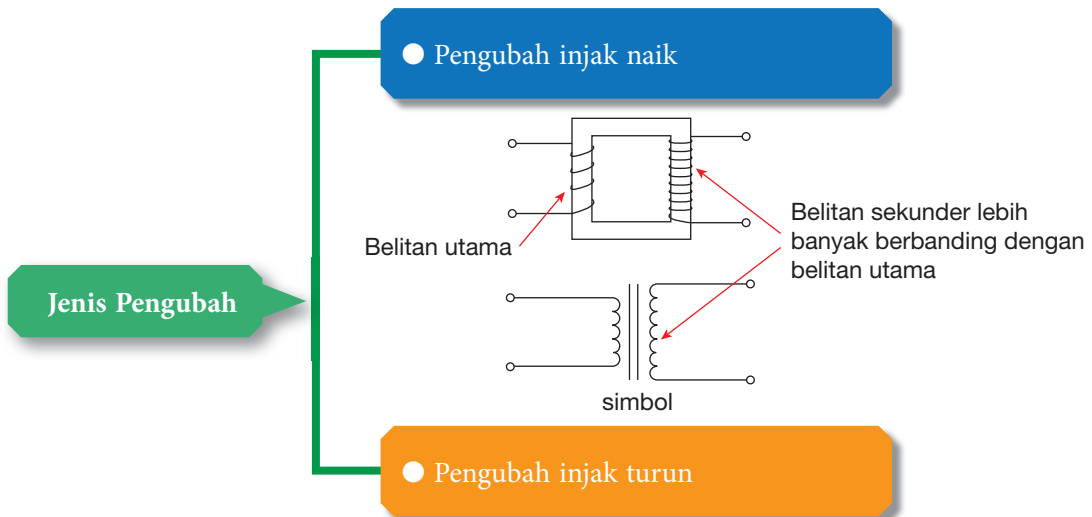 Pengubah injak naik
Belitan utama
Belitan sekunder lebih
banyak berbanding dengan
belitan utama
Jenis Pengubah
simbol
Pengubah injak turun